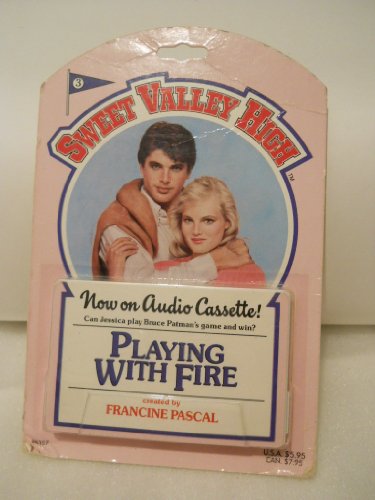 3
SWEET VALLEY HIGH
TM
Now on Audio Cassette!
Can Jessica play Bruce Patman's game and win?
PLAYING
WITH FIRE
created by
FRANCINE PASCAL
U.S.A. $5.95
CAN. $7.95